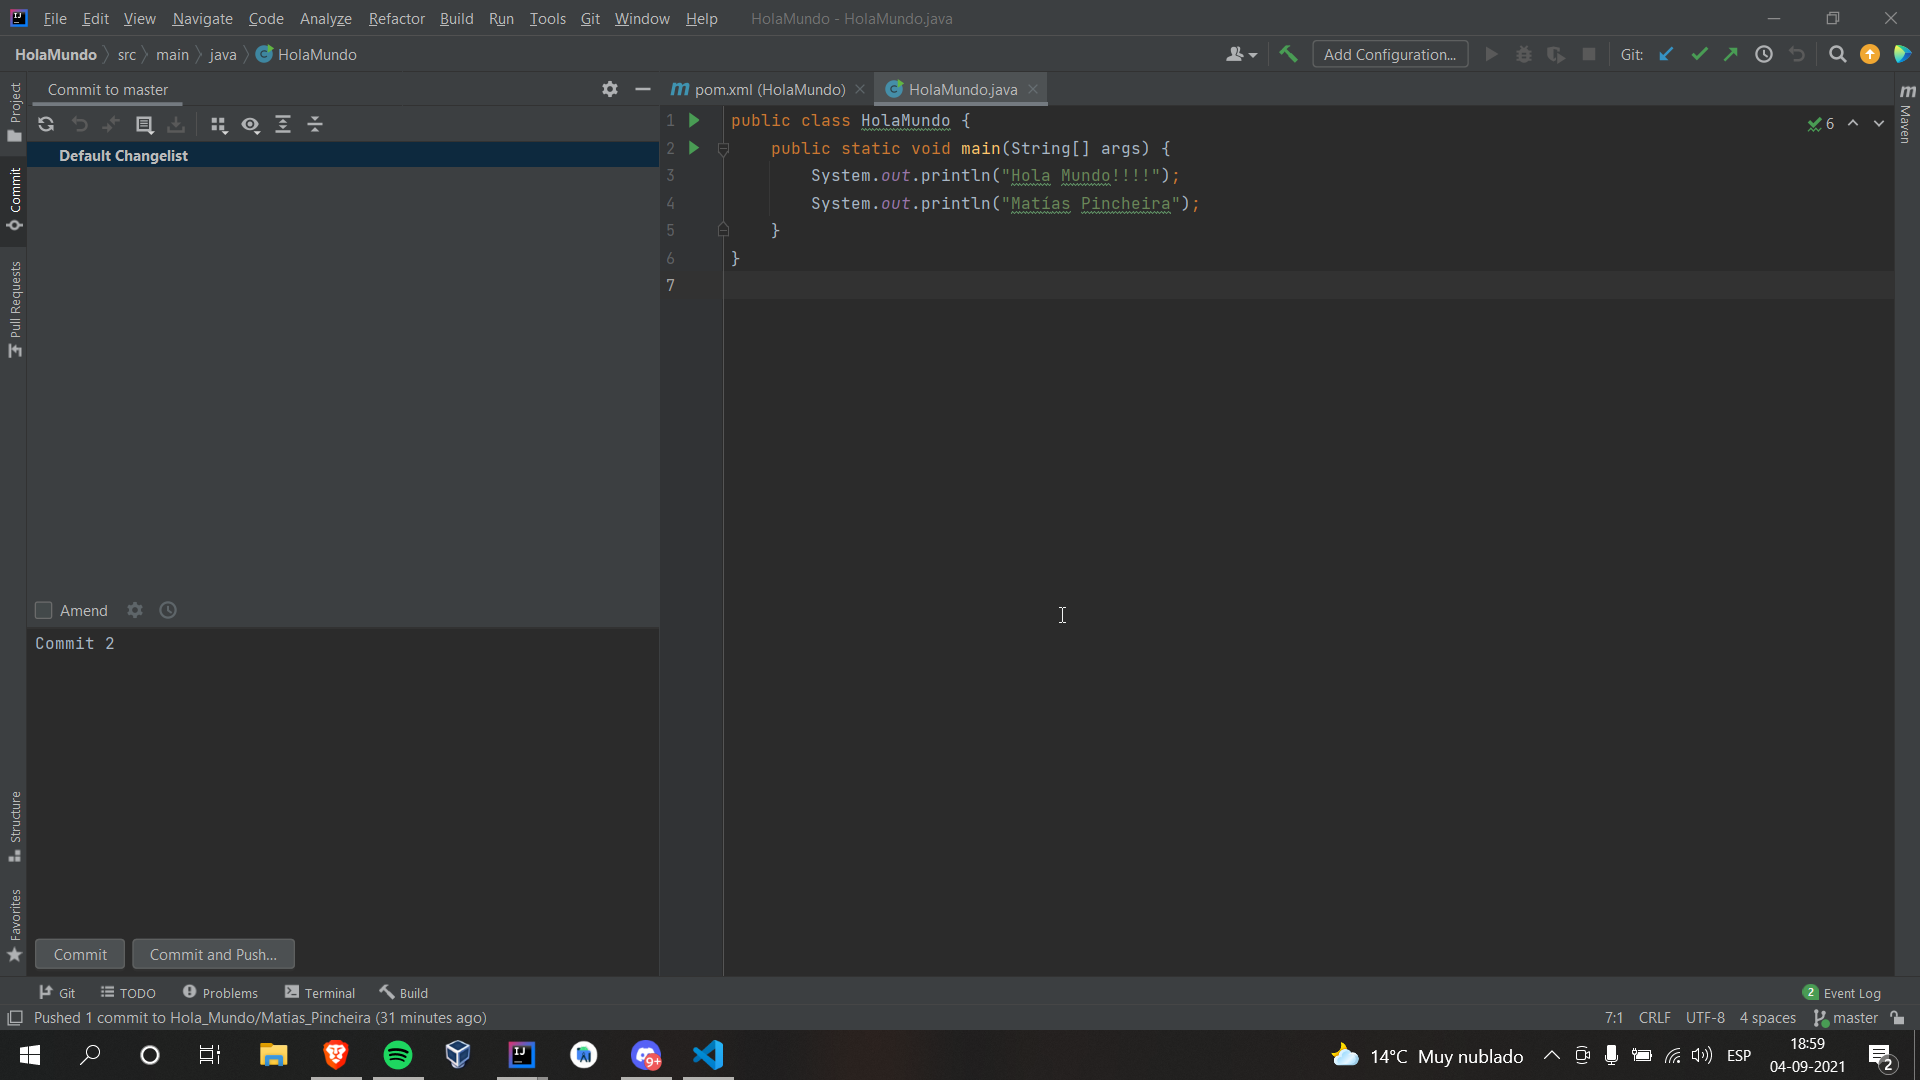 File Edit View Navigate Code Analyze Refactor Build Run Tools Git Window Help HolaMundo - HolaMundo.java
HolaMundo src main java HolaMundo Add Configuration... Git:
Project
Commit
Pull Requests
Structure
Favorites
Commit to master
Default Changelist
Amend
Commit 2
Commit Commit and Push...
pom.xml (HolaMundo) HolaMundo.java
1 public class HolaMundo {
2 public static void main(String[] args) {
3 System.out.println("Hola Mundo!!!!");
4 System.out.println("Matías Pincheira");
5 }
6 }
7
6
Maven
Git TODO Problems Terminal Build 2 Event Log
Pushed 1 commit to Hola_Mundo/Matias_Pincheira (31 minutes ago) 7:1 CRLF UTF-8 4 spaces master
9+ 14°C Muy nublado ESP 18:59
04-09-2021 2